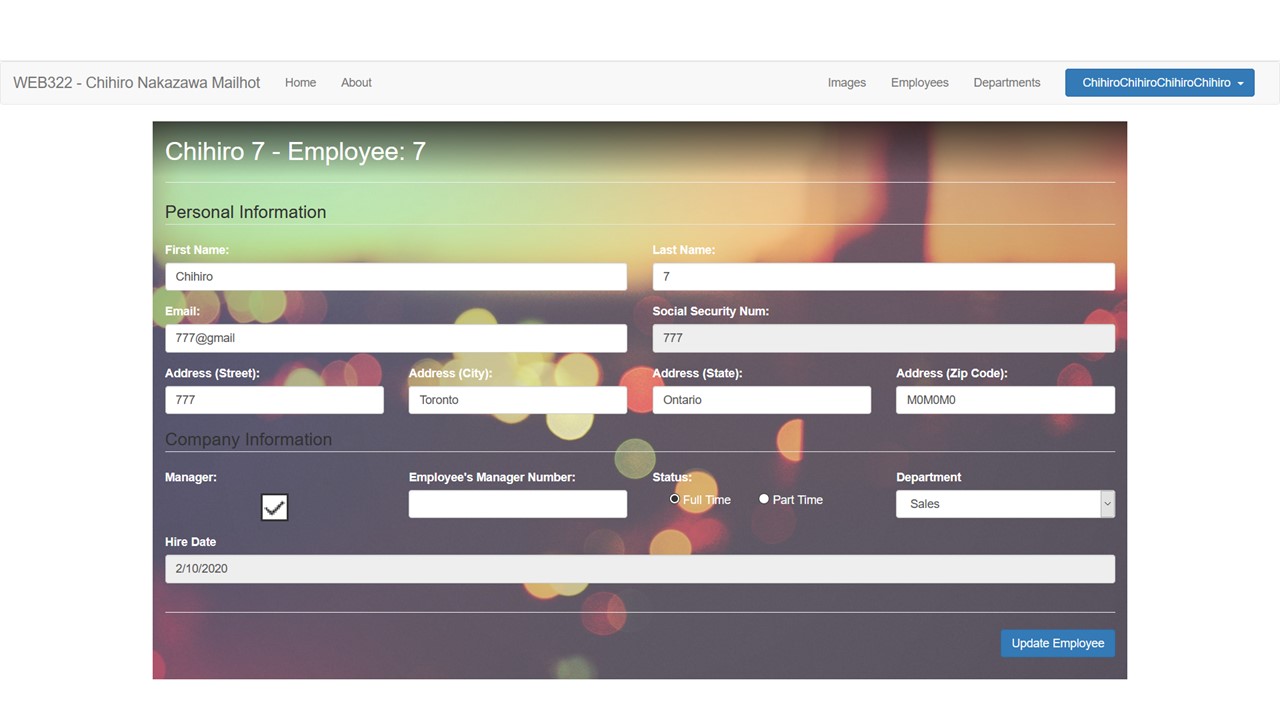 WEB322 - Chihiro Nakazawa Mailhot Home About Images Employees Departments ChihiroChihiroChihiroChihiro
Chihiro 7 - Employee: 7
Personal Information
First Name: Last Name:
Chihiro 7
Email: Social Security Num:
777@gmail 777
Address (Street): Address (City): Address (State): Address (Zip Code):
777 Toronto Ontario M0M0M0
Company Information
Manager: Employee's Manager Number: Status: Department
Full Time Part Time Sales
Hire Date
2/10/2020
Update Employee